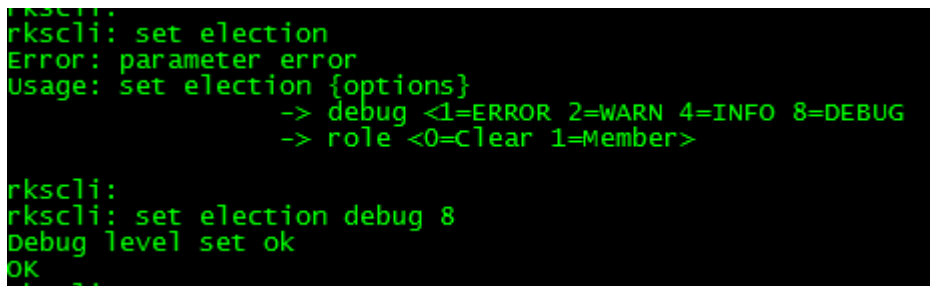 rkscli:
rkscli: set election
Error: parameter error
Usage: set election {options}
-> debug <1=ERROR 2=WARN 4=INFO 8=DEBUG
-> role <0=Clear 1=Member>
rkscli:
rkscli: set election debug 8
Debug level set ok
OK